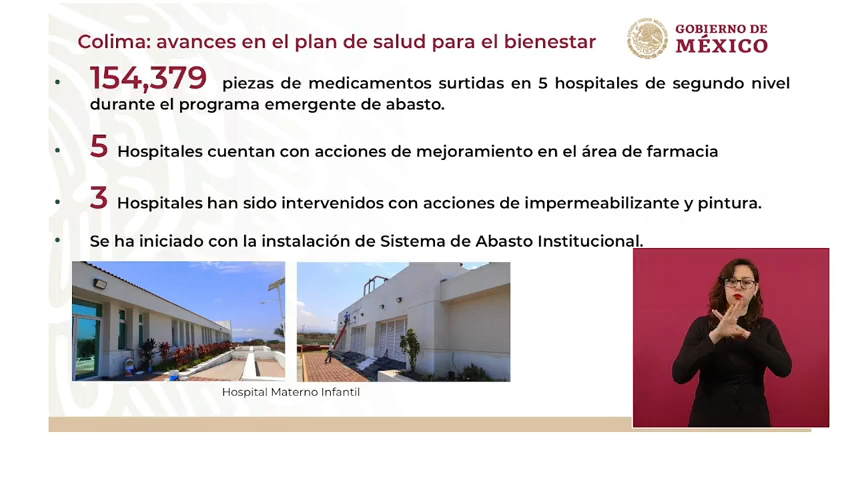 Colima: avances en el plan de salud para el bienestar
GOBIERNO DE
MÉXICO
• 154,379 piezas de medicamentos surtidas en 5 hospitales de segundo nivel
durante el programa emergente de abasto.
• 5 Hospitales cuentan con acciones de mejoramiento en el área de farmacia
• 3 Hospitales han sido intervenidos con acciones de impermeabilizante y pintura.
• Se ha iniciado con la instalación de Sistema de Abasto Institucional.
Hospital Materno Infantil